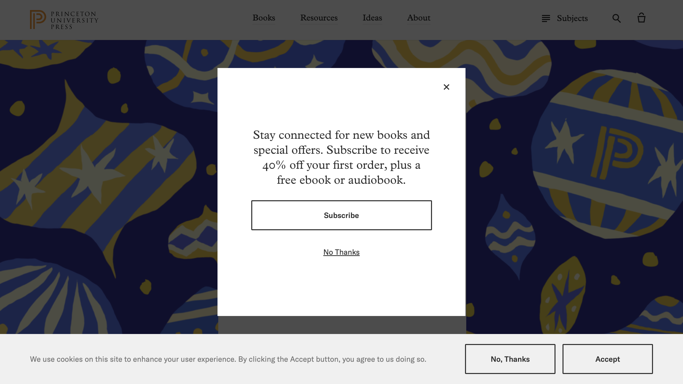 PRINCETON
UNIVERSITY
PRESS
Books
Resources
Ideas
About
Subjects
Stay connected for new books and
special offers. Subscribe to receive
40% off your first order, plus a
free ebook or audiobook.
Subscribe
No Thanks
We use cookies on this site to enhance your user experience. By clicking the Accept button, you agree to us doing so.
No, Thanks
Accept